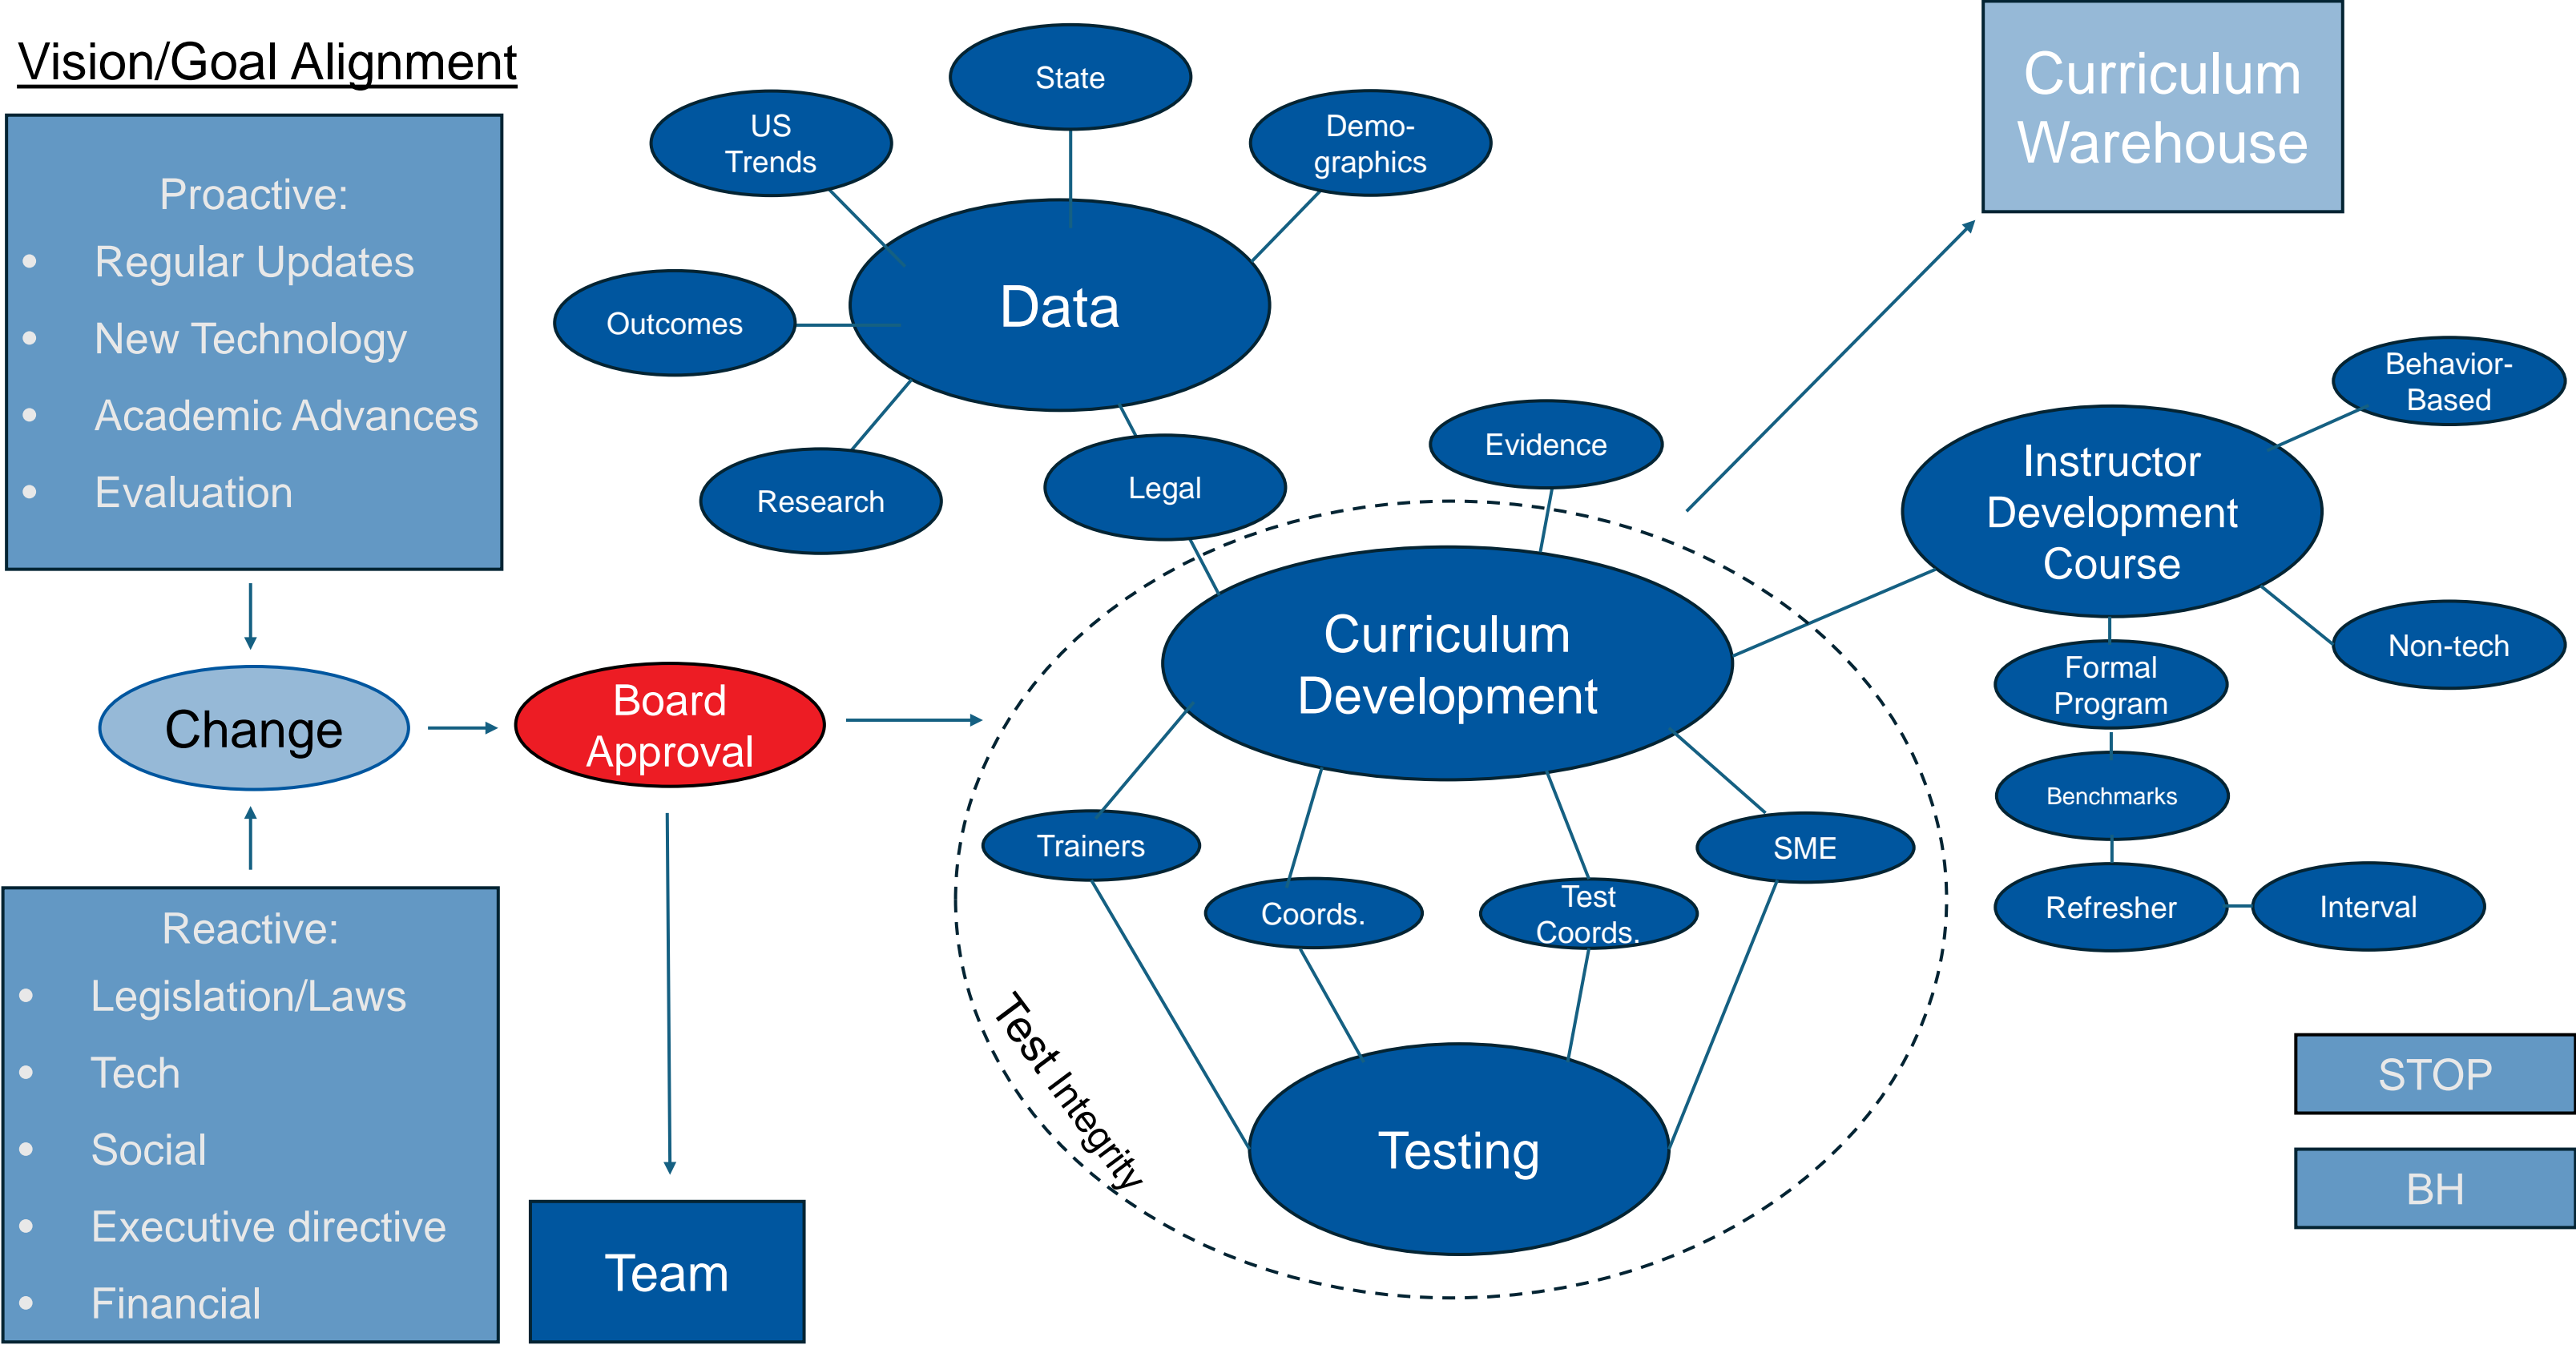 Vision/Goal Alignment
Proactive:
• Regular Updates
• New Technology
• Academic Advances
• Evaluation
Change
Reactive:
• Legislation/Laws
• Tech
• Social
• Executive directive
• Financial
Board
Approval
Team
State
US
Trends
Demo-
graphics
Data
Outcomes
Research
Legal
Evidence
Curriculum
Development
Trainers
Coords.
Test
Coords.
SME
Testing
Test Integrity
Curriculum
Warehouse
Instructor
Development
Course
Behavior-
Based
Non-tech
Formal
Program
Benchmarks
Refresher
Interval
STOP
BH